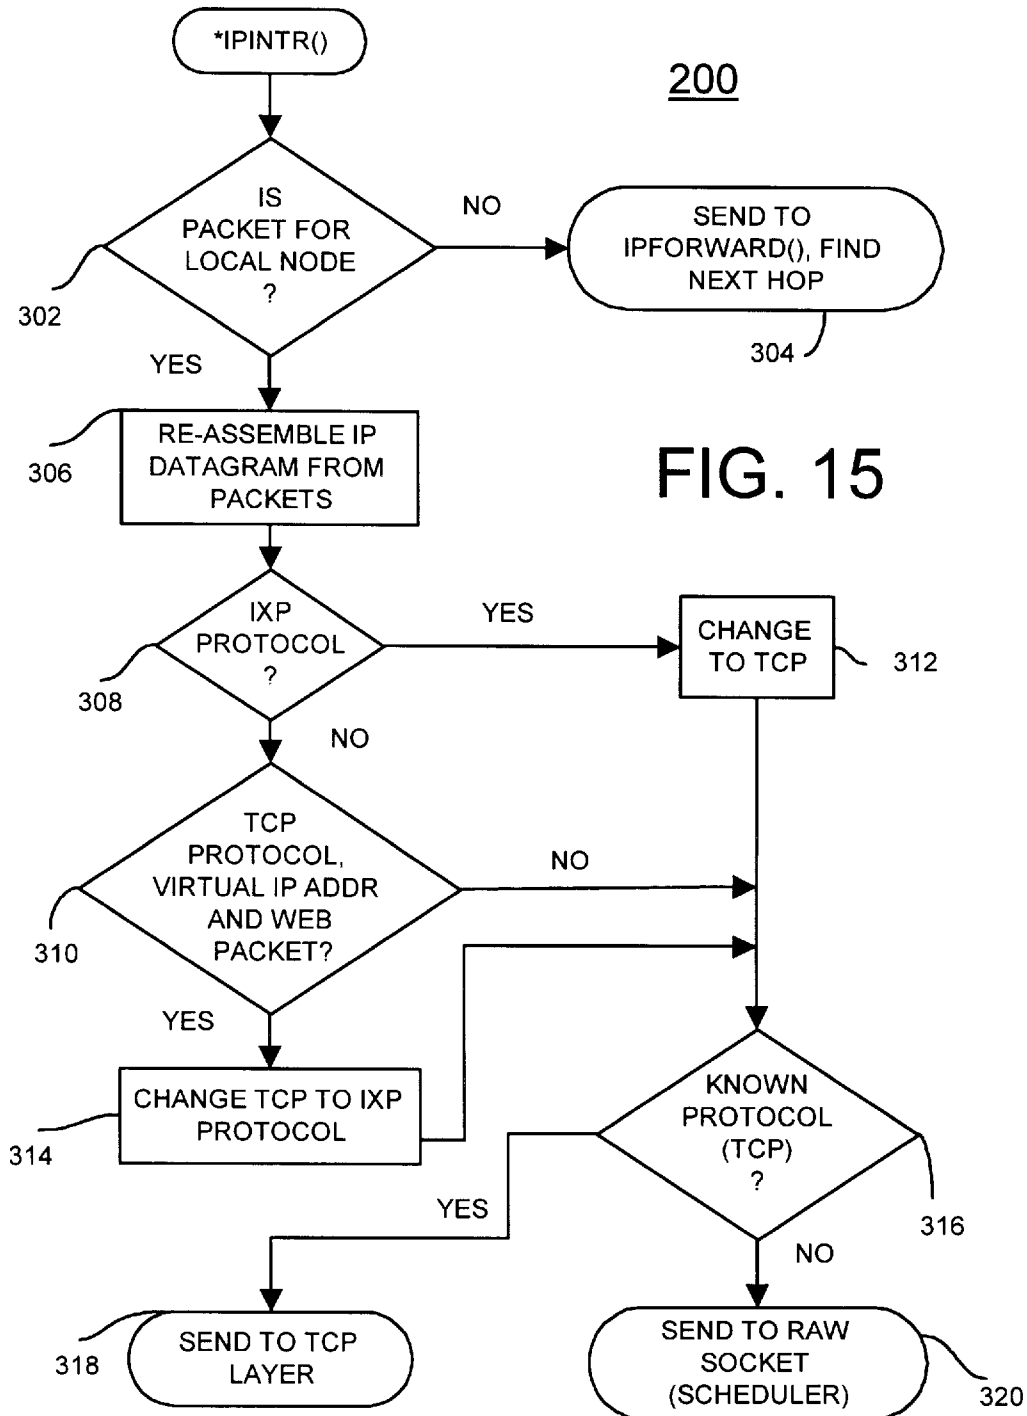 *IPINTR()
200
IS
PACKET FOR
LOCAL NODE
?
302
NO
SEND TO
IPFORWARD(), FIND
NEXT HOP
304
YES
306
RE-ASSEMBLE IP
DATAGRAM FROM
PACKETS
FIG. 15
IXP
PROTOCOL
?
308
YES
CHANGE
TO TCP
312
NO
TCP
PROTOCOL,
VIRTUAL IP ADDR
AND WEB
PACKET?
310
NO
YES
CHANGE TCP TO IXP
PROTOCOL
314
KNOWN
PROTOCOL
(TCP)
?
316
YES
NO
318
SEND TO TCP
LAYER
SEND TO RAW
SOCKET
(SCHEDULER)
320